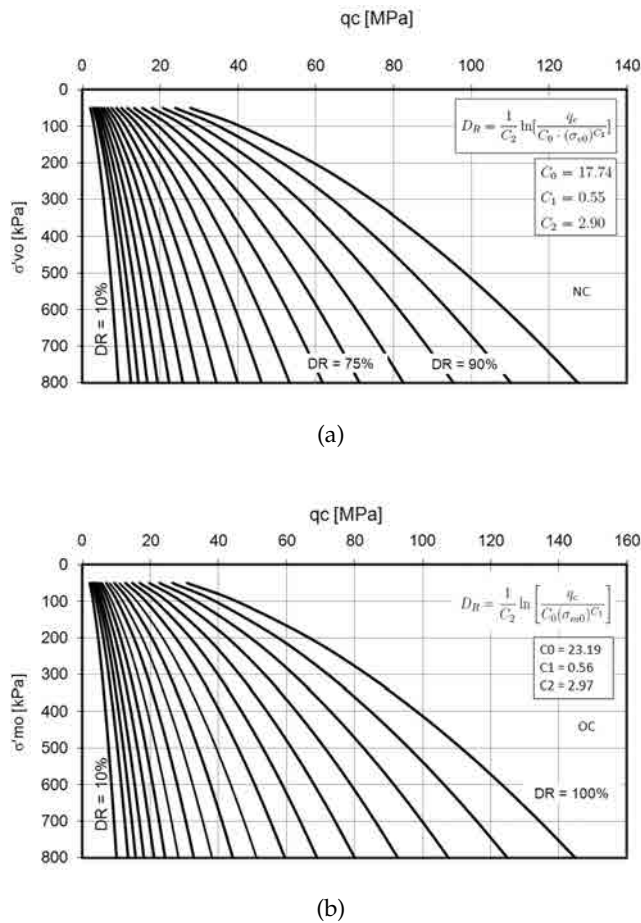 qc [MPa]
0 20 40 60 80 100 120 140
0
100
200
300
400
500
600
700
800
σ'vo [kPa]
D_R = \frac{1}{C_2} \ln[\frac{q_c}{C_0 \cdot (\sigma_{v0})^{C_1}}]
C_0 = 17.74
C_1 = 0.55
C_2 = 2.90
NC
DR = 10%
DR = 75%
DR = 90%
(a)
qc [MPa]
0 20 40 60 80 100 120 140 160
0
100
200
300
400
500
600
700
800
σ'mo [kPa]
D_R = \frac{1}{C_2} \ln\left[\frac{q_c}{C_0(\sigma_{m0})^{C_1}}\right]
C0 = 23.19
C1 = 0.56
C2 = 2.97
OC
DR = 10%
DR = 100%
(b)